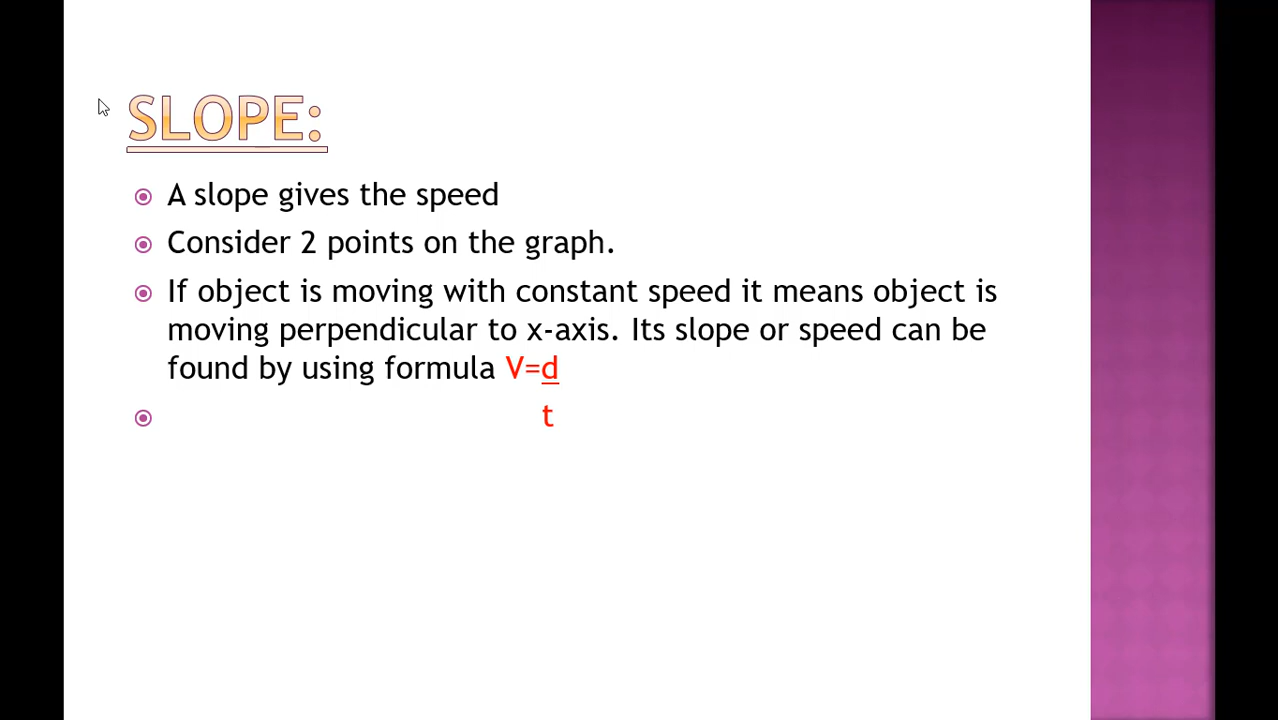 SLOPE:
A slope gives the speed
Consider 2 points on the graph.
If object is moving with constant speed it means object is
moving perpendicular to x-axis. Its slope or speed can be
found by using formula V=d
t